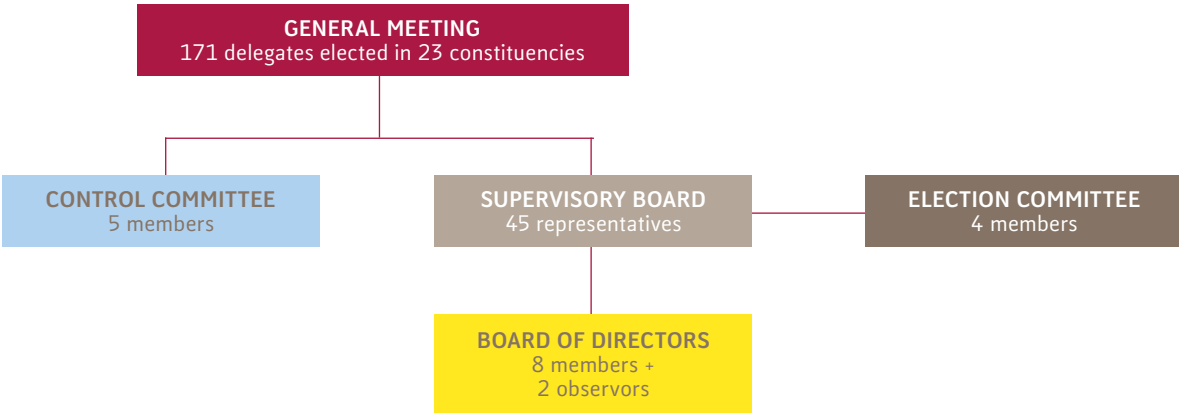 GENERAL MEETING
171 delegates elected in 23 constituencies
CONTROL COMMITTEE
5 members
SUPERVISORY BOARD
45 representatives
ELECTION COMMITTEE
4 members
BOARD OF DIRECTORS
8 members +
2 observors